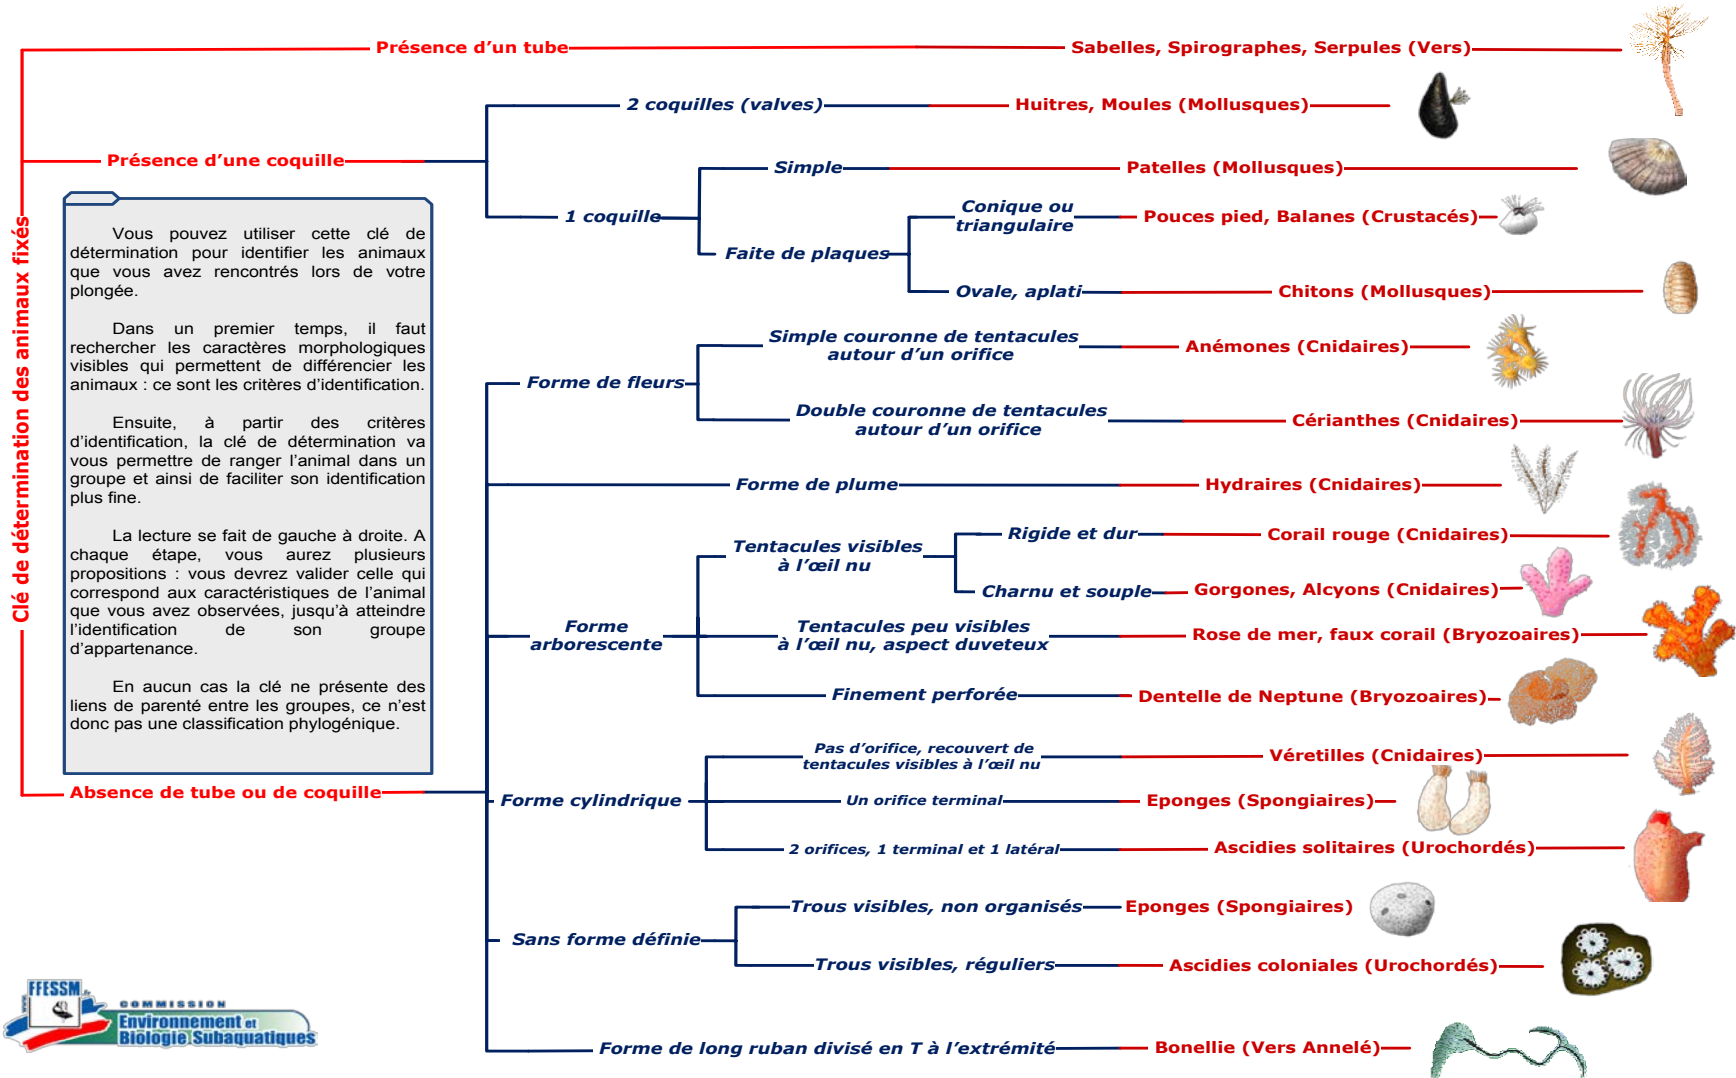 Clé de détermination des animaux fixés
Présence d'un tube
Sabelles, Spirographes, Serpules (Vers)
Présence d'une coquille
2 coquilles (valves)
Huitres, Moules (Mollusques)
1 coquille
Simple
Patelles (Mollusques)
Faite de plaques
Conique ou
triangulaire
Pouces pied, Balanes (Crustacés)
Ovale, aplati
Chitons (Mollusques)
Vous pouvez utiliser cette clé de
détermination pour identifier les animaux
que vous avez rencontrés lors de votre
plongée.
Dans un premier temps, il faut
rechercher les caractères morphologiques
visibles qui permettent de différencier les
animaux : ce sont les critères d'identification.
Ensuite, à partir des critères
d'identification, la clé de détermination va
vous permettre de ranger l'animal dans un
groupe et ainsi de faciliter son identification
plus fine.
La lecture se fait de gauche à droite. A
chaque étape, vous aurez plusieurs
propositions : vous devrez valider celle qui
correspond aux caractéristiques de l'animal
que vous avez observées, jusqu'à atteindre
l'identification de son groupe
d'appartenance.
En aucun cas la clé ne présente des
liens de parenté entre les groupes, ce n'est
donc pas une classification phylogénique.
Absence de tube ou de coquille
Forme de fleurs
Simple couronne de tentacules
autour d'un orifice
Anémones (Cnidaires)
Double couronne de tentacules
autour d'un orifice
Cérianthes (Cnidaires)
Forme de plume
Hydraires (Cnidaires)
Forme
arborescente
Tentacules visibles
à l'œil nu
Rigide et dur
Corail rouge (Cnidaires)
Charnu et souple
Gorgones, Alcyons (Cnidaires)
Tentacules peu visibles
à l'œil nu, aspect duveteux
Rose de mer, faux corail (Bryozoaires)
Finement perforée
Dentelle de Neptune (Bryozoaires)
Forme cylindrique
Pas d'orifice, recouvert de
tentacules visibles à l'œil nu
Véretilles (Cnidaires)
Un orifice terminal
Eponges (Spongiaires)
2 orifices, 1 terminal et 1 latéral
Ascidies solitaires (Urochordés)
Sans forme définie
Trous visibles, non organisés
Eponges (Spongiaires)
Trous visibles, réguliers
Ascidies coloniales (Urochordés)
Forme de long ruban divisé en T à l'extrémité
Bonellie (Vers Annelé)
www.
FFESSM
.fr
COMMISSION
Environnement et
Biologie Subaquatiques